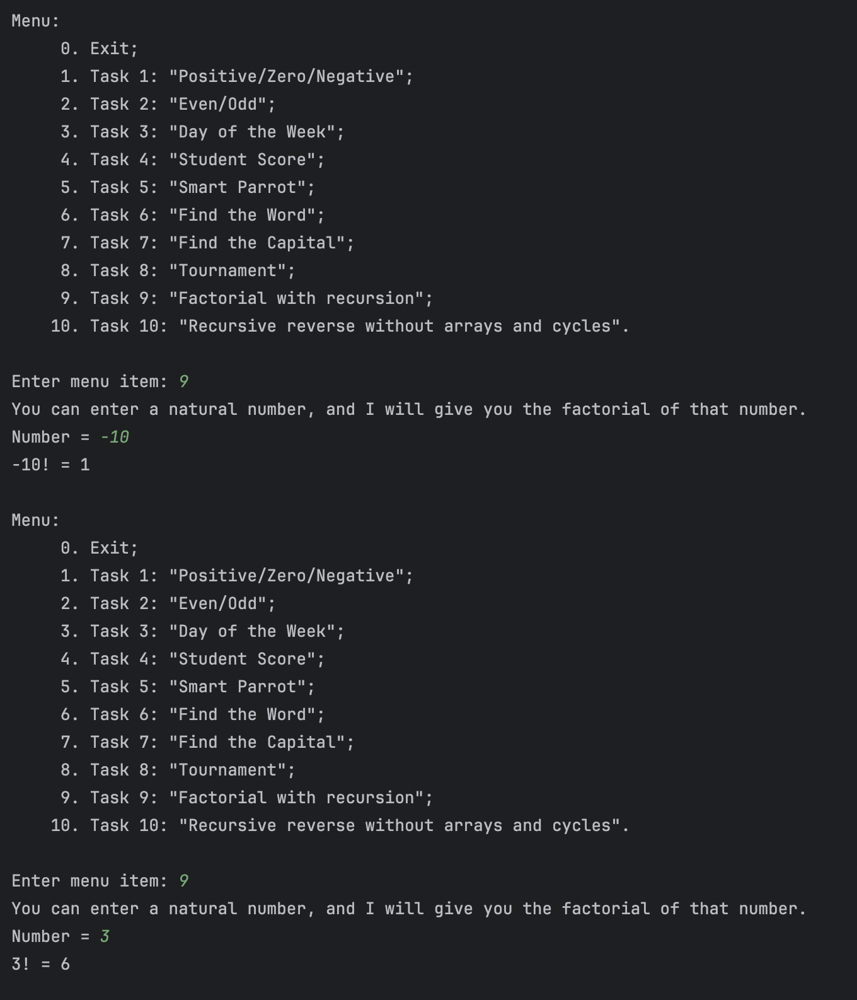 Menu:
0. Exit;
1. Task 1: "Positive/Zero/Negative";
2. Task 2: "Even/Odd";
3. Task 3: "Day of the Week";
4. Task 4: "Student Score";
5. Task 5: "Smart Parrot";
6. Task 6: "Find the Word";
7. Task 7: "Find the Capital";
8. Task 8: "Tournament";
9. Task 9: "Factorial with recursion";
10. Task 10: "Recursive reverse without arrays and cycles".
Enter menu item: 9
You can enter a natural number, and I will give you the factorial of that number.
Number = -10
-10! = 1
Menu:
0. Exit;
1. Task 1: "Positive/Zero/Negative";
2. Task 2: "Even/Odd";
3. Task 3: "Day of the Week";
4. Task 4: "Student Score";
5. Task 5: "Smart Parrot";
6. Task 6: "Find the Word";
7. Task 7: "Find the Capital";
8. Task 8: "Tournament";
9. Task 9: "Factorial with recursion";
10. Task 10: "Recursive reverse without arrays and cycles".
Enter menu item: 9
You can enter a natural number, and I will give you the factorial of that number.
Number = 3
3! = 6